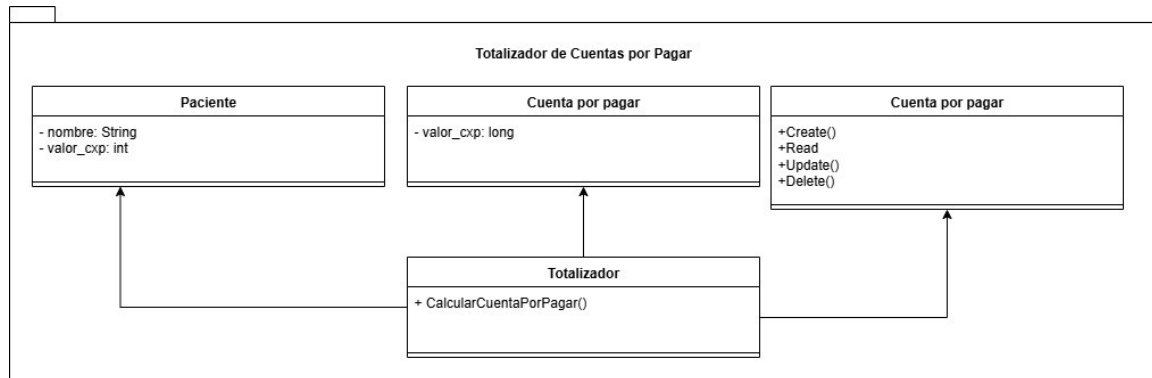 Totalizador de Cuentas por Pagar
Paciente
- nombre: String
- valor_cxp: int
Cuenta por pagar
- valor_cxp: long
Cuenta por pagar
+Create()
+Read
+Update()
+Delete()
Totalizador
+ CalcularCuentaPorPagar()